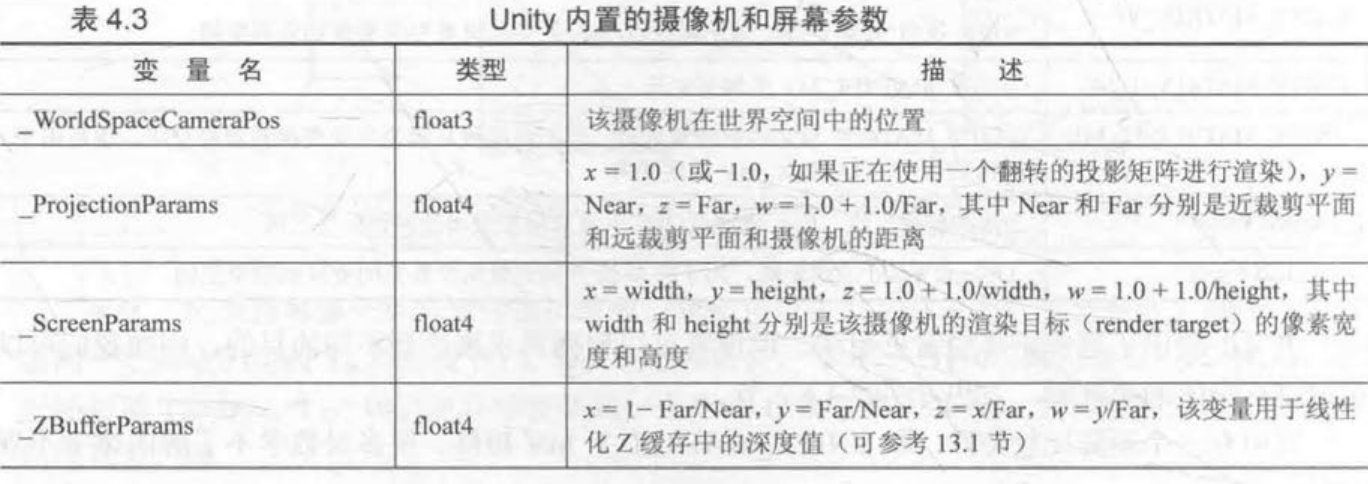 表 4.3 Unity 内置的摄像机和屏幕参数
变 量 名 类型 描 述
_WorldSpaceCameraPos float3 该摄像机在世界空间中的位置
_ProjectionParams float4 x = 1.0（或−1.0，如果正在使用一个翻转的投影矩阵进行渲染），y =
Near，z = Far，w = 1.0 + 1.0/Far，其中 Near 和 Far 分别是近裁剪平面
和远裁剪平面和摄像机的距离
_ScreenParams float4 x = width，y = height，z = 1.0 + 1.0/width，w = 1.0 + 1.0/height，其中
width 和 height 分别是该摄像机的渲染目标（render target）的像素宽
度和高度
_ZBufferParams float4 x = 1− Far/Near，y = Far/Near，z = x/Far，w = y/Far，该变量用于线性
化 Z 缓存中的深度值（可参考 13.1 节）